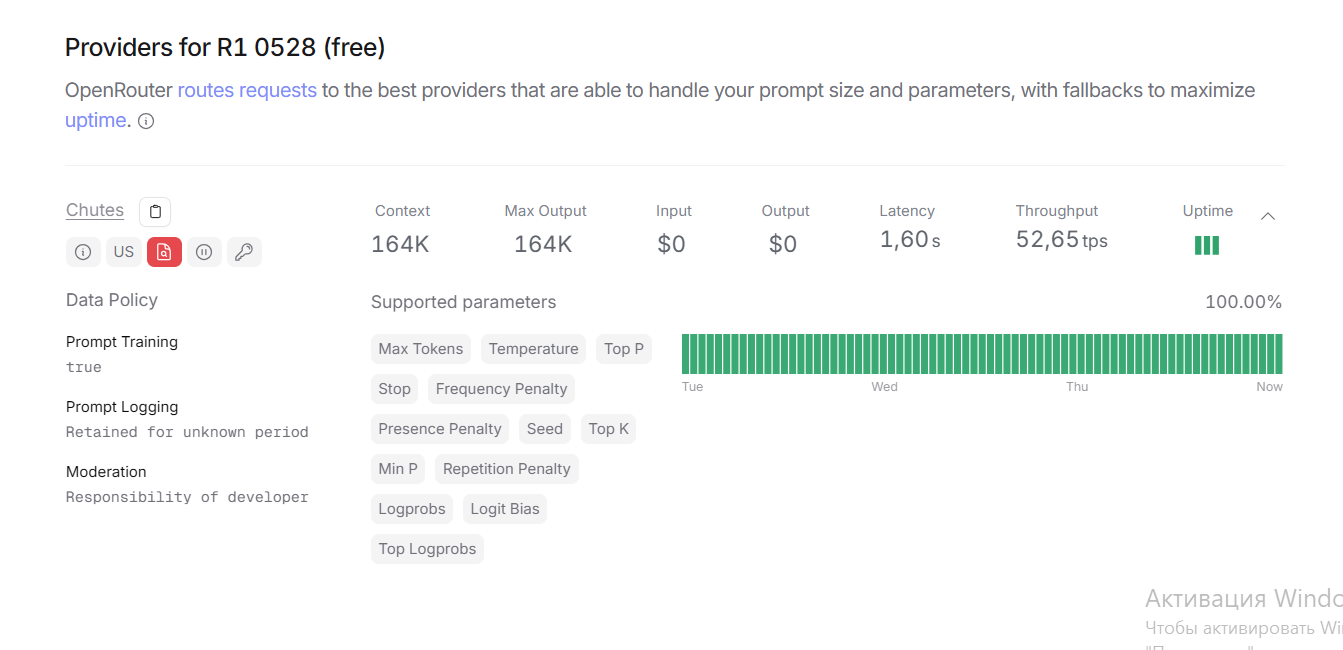 Providers for R1 0528 (free)
OpenRouter routes requests to the best providers that are able to handle your prompt size and parameters, with fallbacks to maximize
uptime.
Chutes
US
Context
164K
Max Output
164K
Input
$0
Output
$0
Latency
1,60 s
Throughput
52,65 tps
Uptime
Data Policy
Prompt Training
true
Prompt Logging
Retained for unknown period
Moderation
Responsibility of developer
Supported parameters
Max Tokens Temperature Top P
Stop Frequency Penalty
Presence Penalty Seed Top K
Min P Repetition Penalty
Logprobs Logit Bias
Top Logprobs
100.00%
Tue Wed Thu Now
Активация Windo
Чтобы активировать Wi